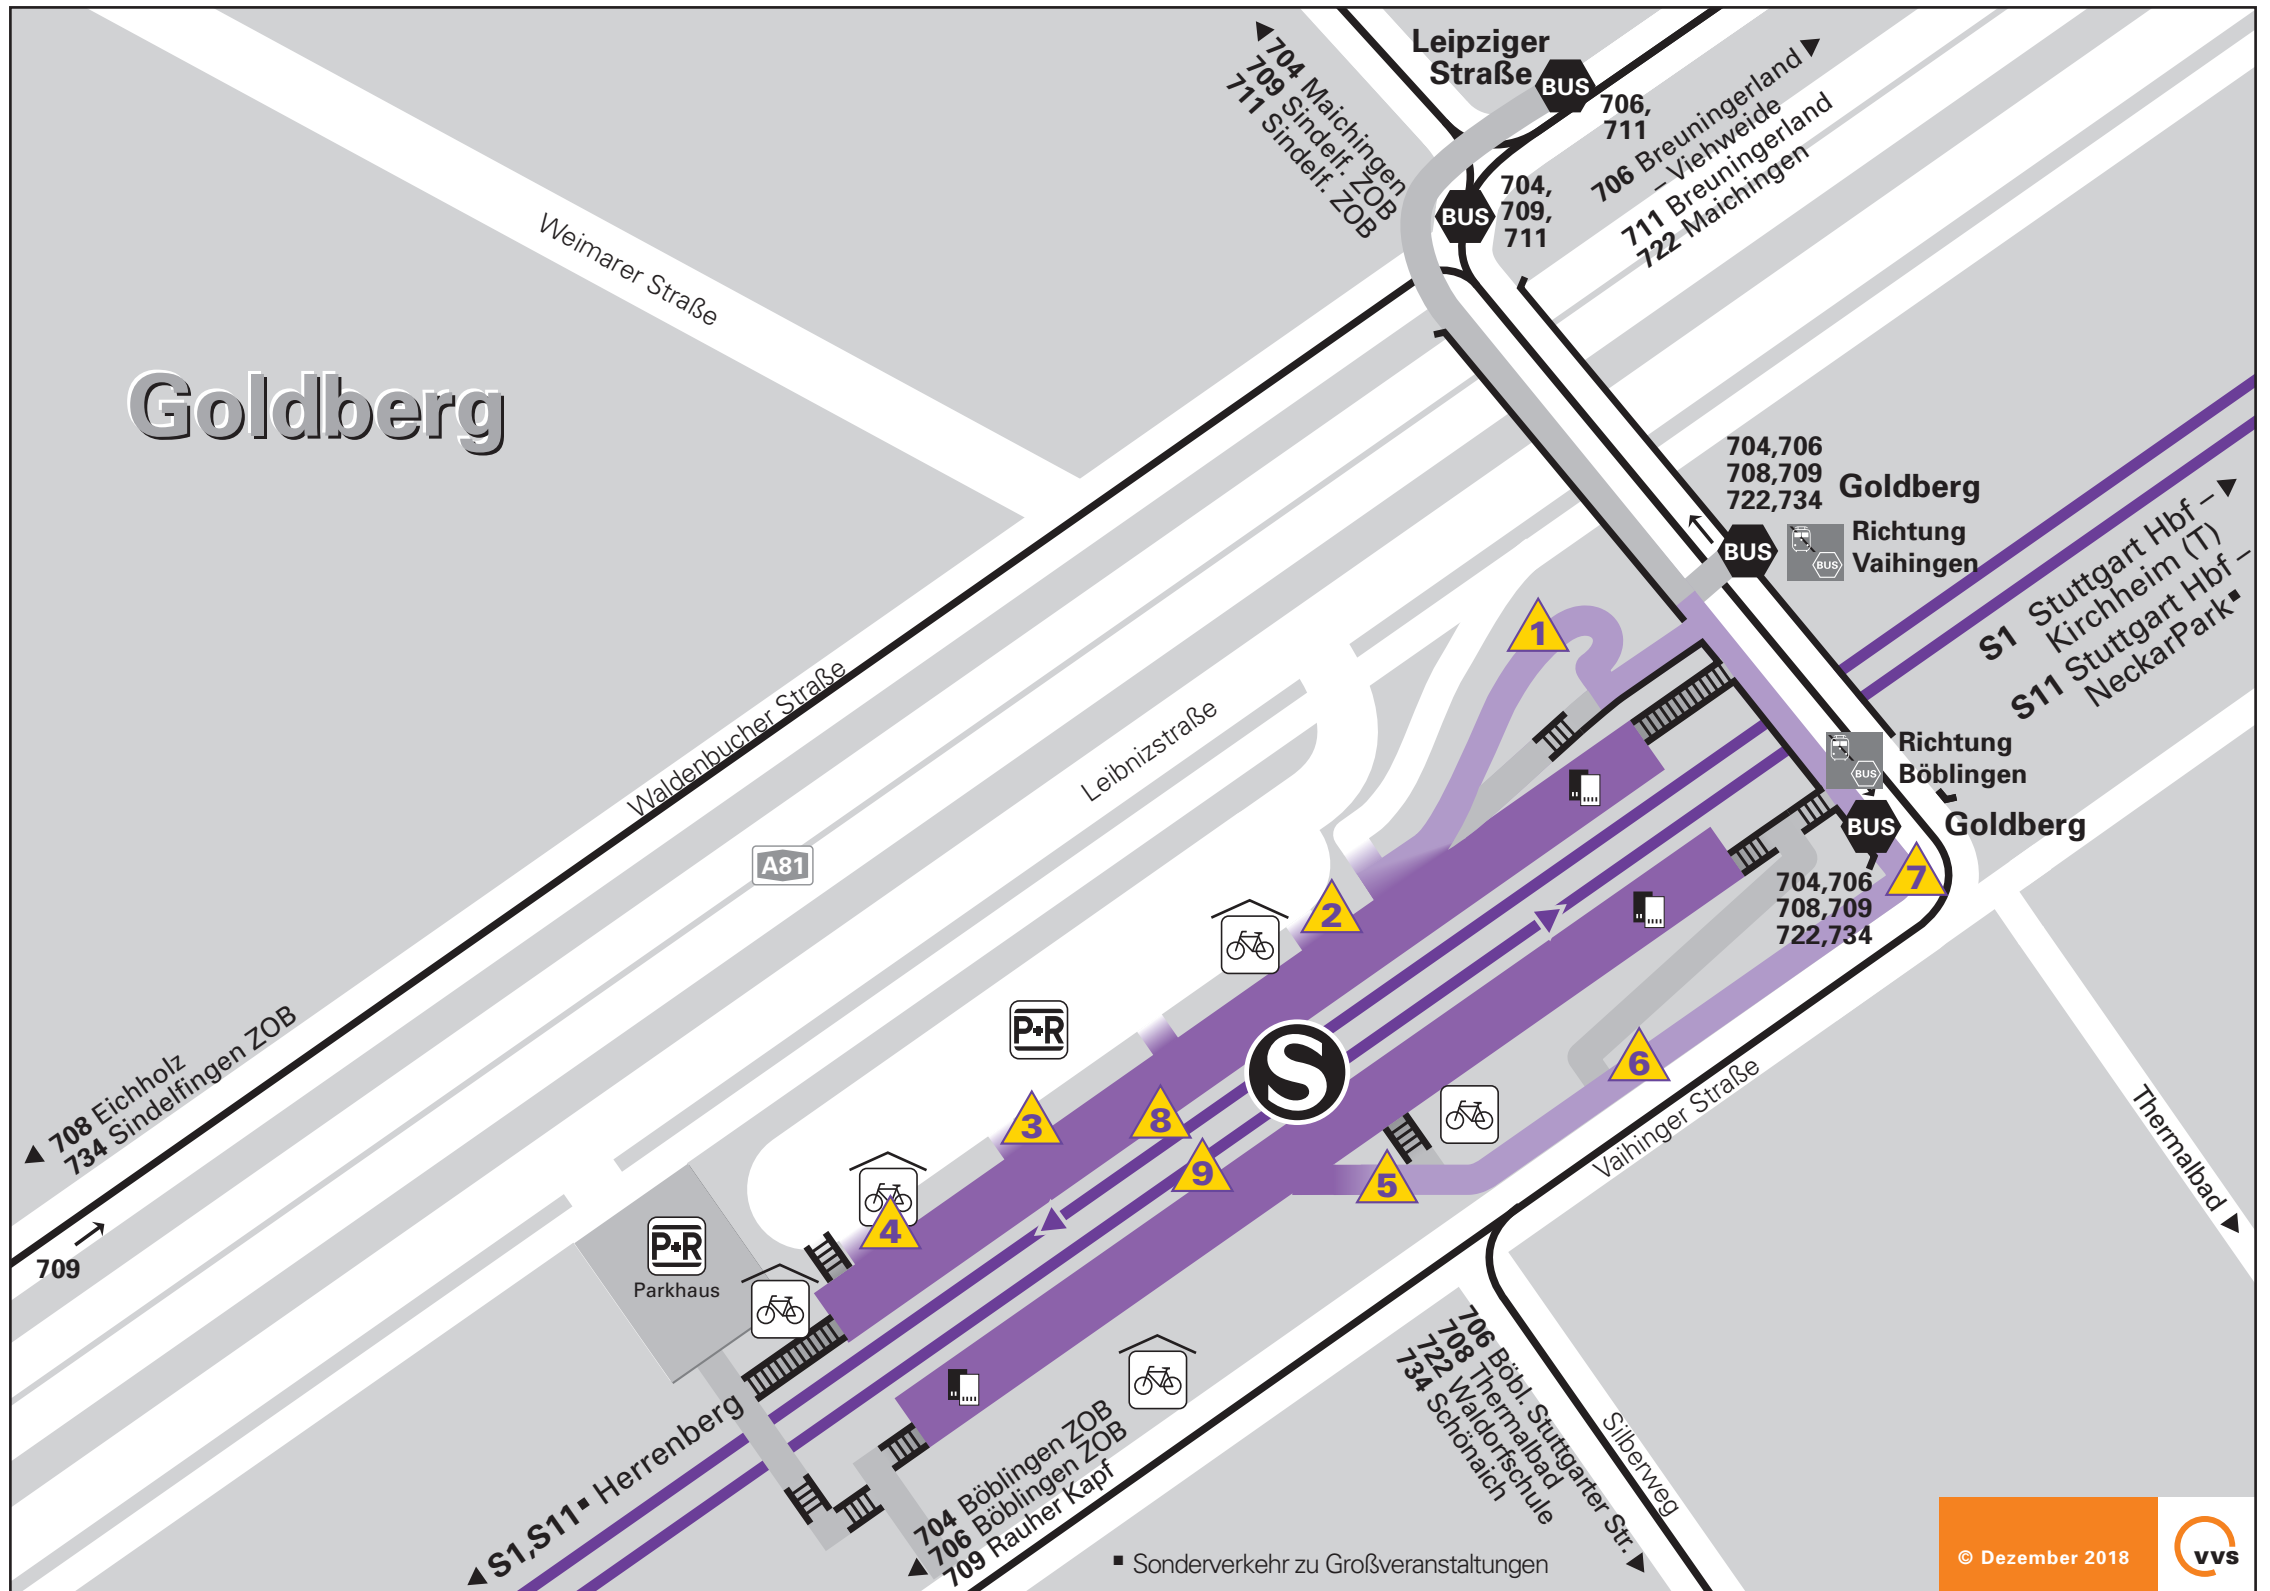 Leipziger
Straße
BUS
706,
711
704 Maichingen
709 Sindelf. ZOB
711 Sindelf. ZOB
BUS
704,
709,
711
706 Breuningerland
– Viehweide
711 Breuningerland
722 Maichingen
Weimarer Straße
Goldberg
704,706
708,709
722,734
Goldberg
BUS
BUS
Richtung
Vaihingen
S1 Stuttgart Hbf –
Kirchheim (T)
S11 Stuttgart Hbf –
NeckarPark▪
1
Waldenbucher Straße
Leibnizstraße
A81
BUS
Richtung
Böblingen
BUS
Goldberg
704,706
708,709
722,734
7
2
P+R
S
3
8
9
6
5
4
Vaihinger Straße
Thermalbad
708 Eichholz
734 Sindelfingen ZOB
709
P+R
Parkhaus
S1,S11▪ Herrenberg
704 Böblingen ZOB
706 Böblingen ZOB
709 Rauher Kapf
706 Böbl. Stuttgarter Str.
708 Thermalbad
722 Waldorfschule
734 Schönaich
Silberweg
▪ Sonderverkehr zu Großveranstaltungen
© Dezember 2018
vvs